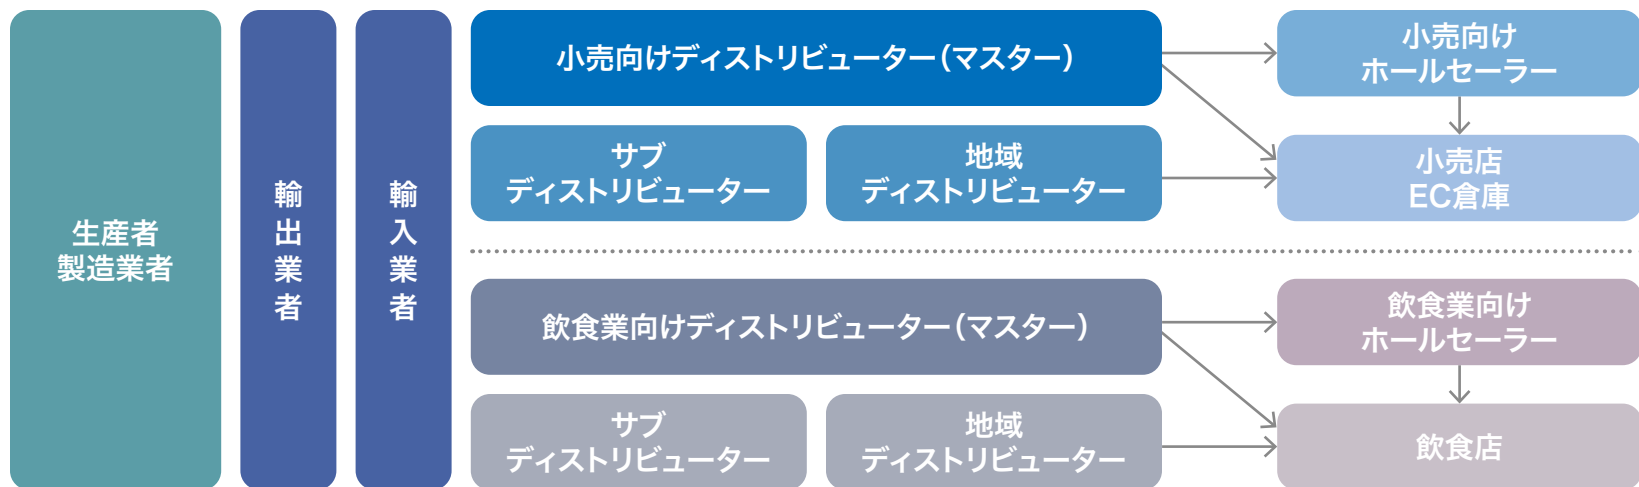 生産者
製造業者
輸出業者
輸入業者
小売向けディストリビューター(マスター)
サブ
ディストリビューター
地域
ディストリビューター
小売向け
ホールセーラー
小売店
EC倉庫
飲食業向けディストリビューター(マスター)
サブ
ディストリビューター
地域
ディストリビューター
飲食業向け
ホールセーラー
飲食店